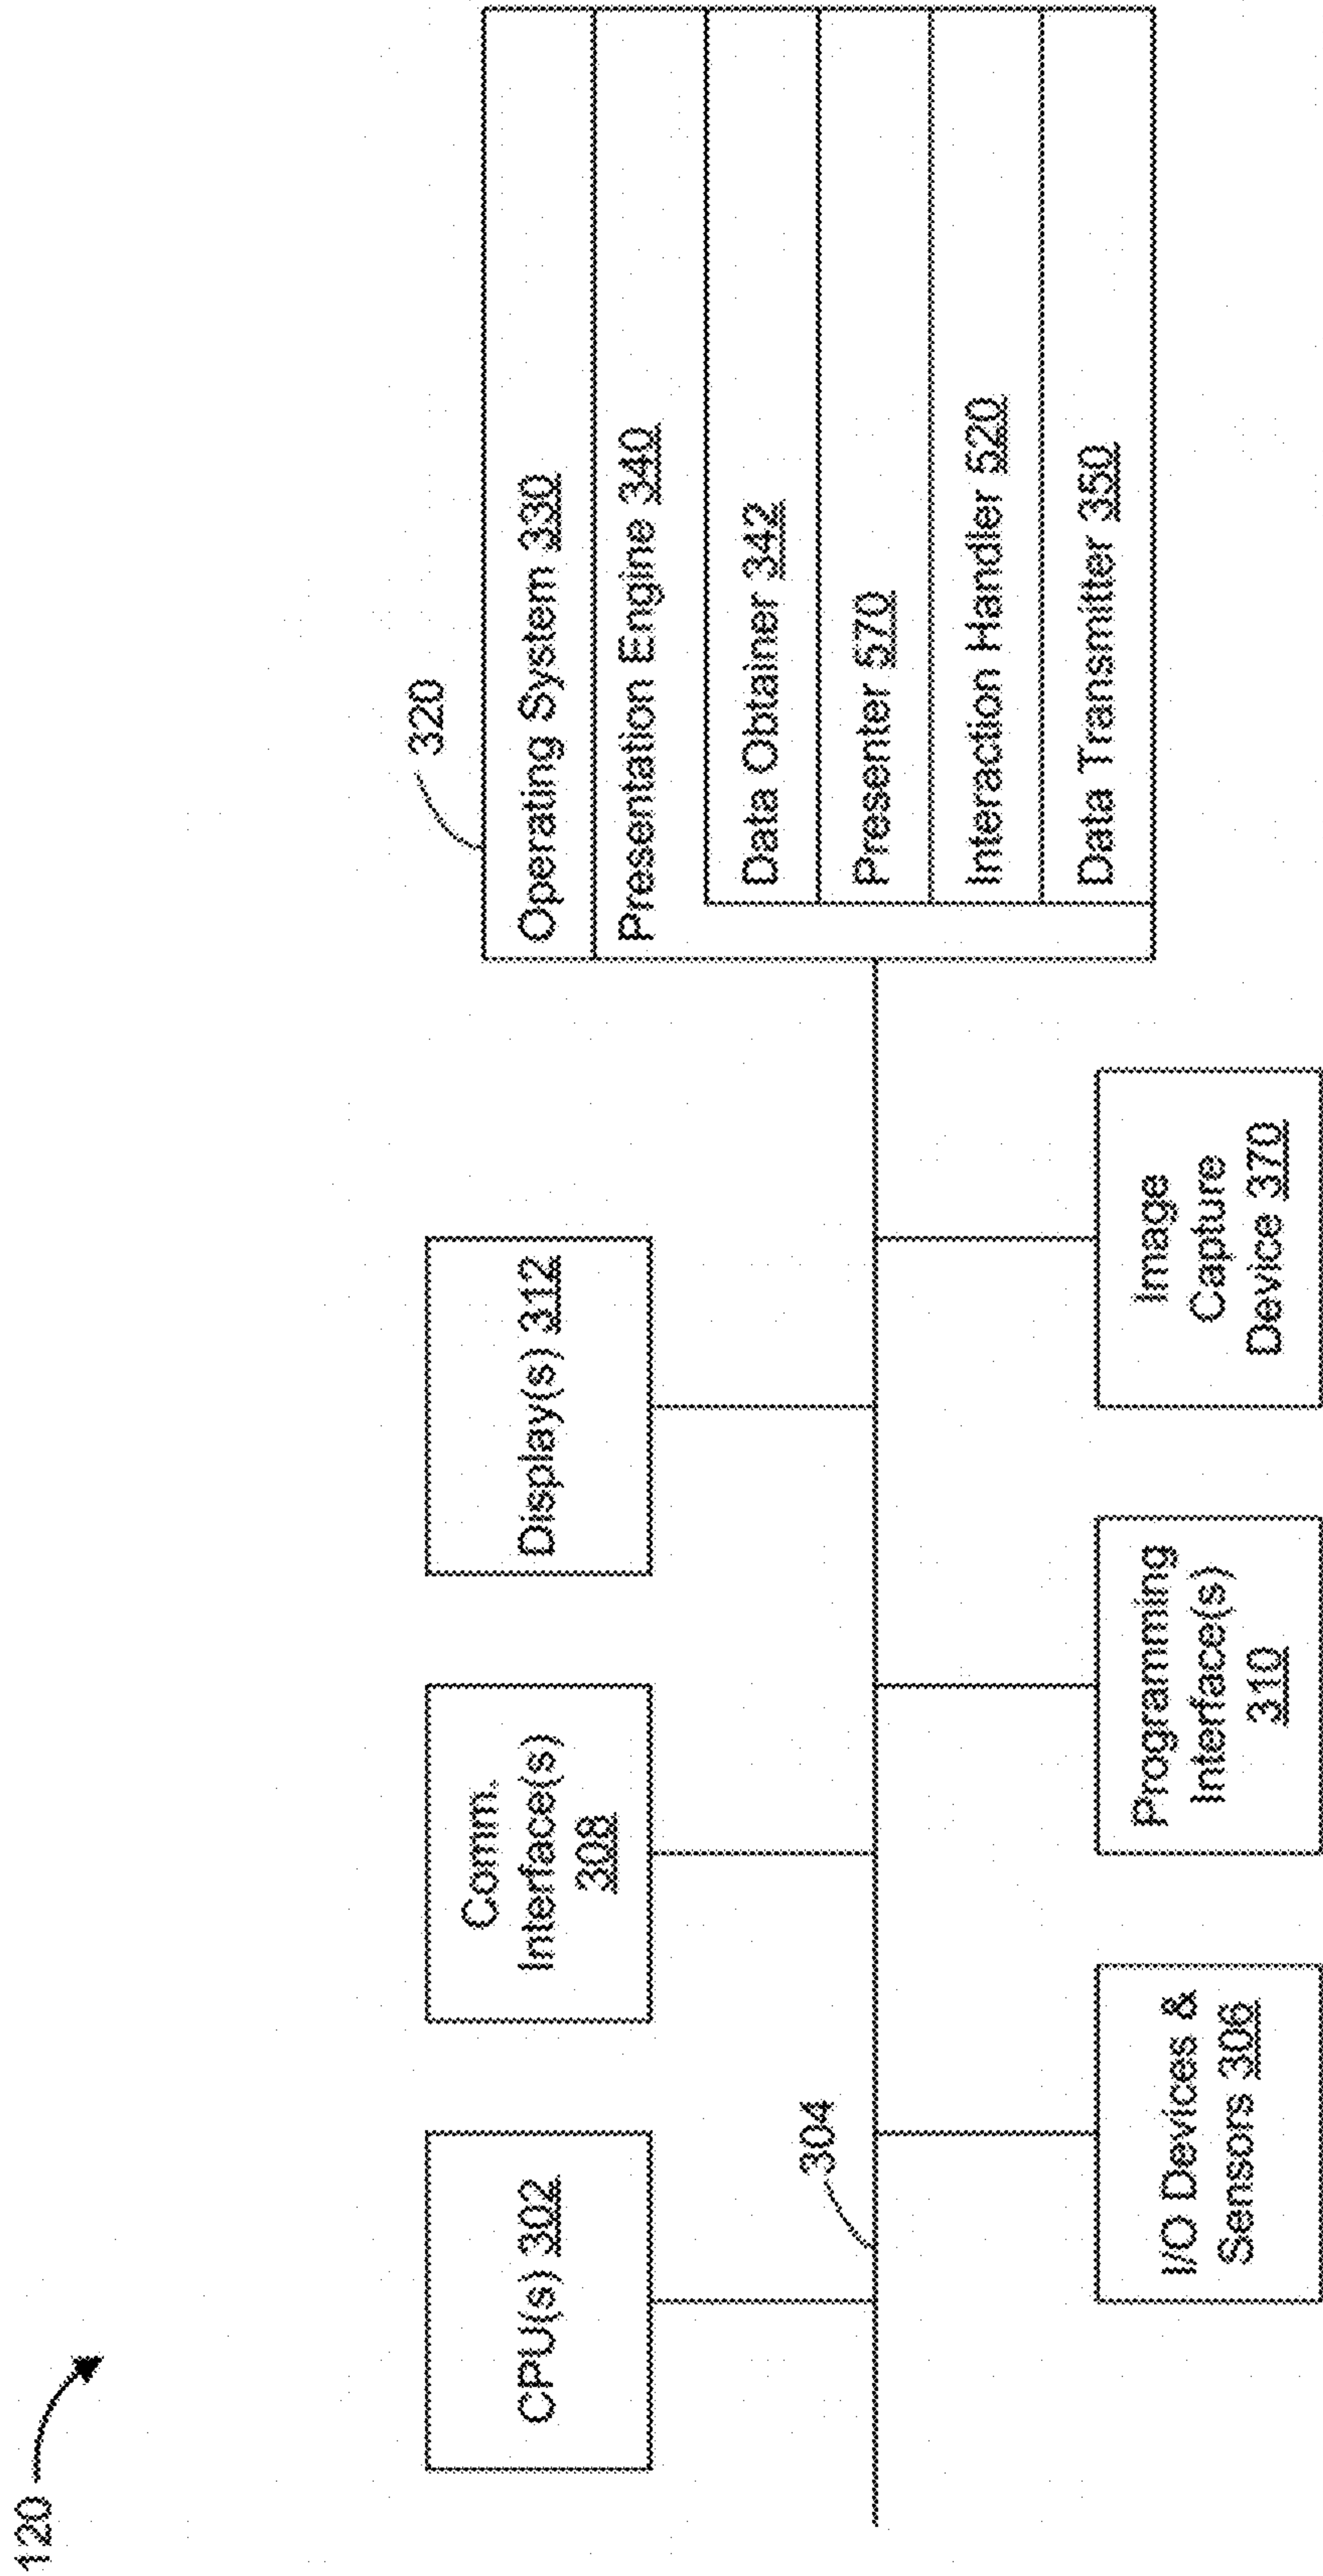 120
CPU(s) 302
Comm.
Interface(s)
308
Display(s) 312
304
I/O Devices &
Sensors 306
Programming
Interface(s)
310
Image
Capture
Device 370
320
Operating System 330
Presentation Engine 340
Data Obtainer 342
Presenter 570
Interaction Handler 520
Data Transmitter 350